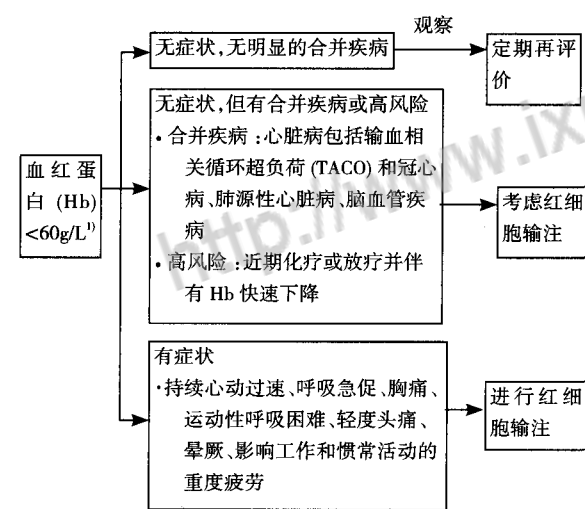 血红蛋
白 (Hb)
<60g/L1)
无症状,无明显的合并疾病
观察
定期再评
价
无症状,但有合并疾病或高风险
·合并疾病:心脏病包括输血相
关循环超负荷(TACO)和冠心
病、肺源性心脏病、脑血管疾
病
·高风险:近期化疗或放疗并伴
有 Hb 快速下降
考虑红细
胞输注
有症状
·持续心动过速、呼吸急促、胸痛、
运动性呼吸困难、轻度头痛、
晕厥、影响工作和惯常活动的
重度疲劳
进行红细
胞输注
http://www.ix